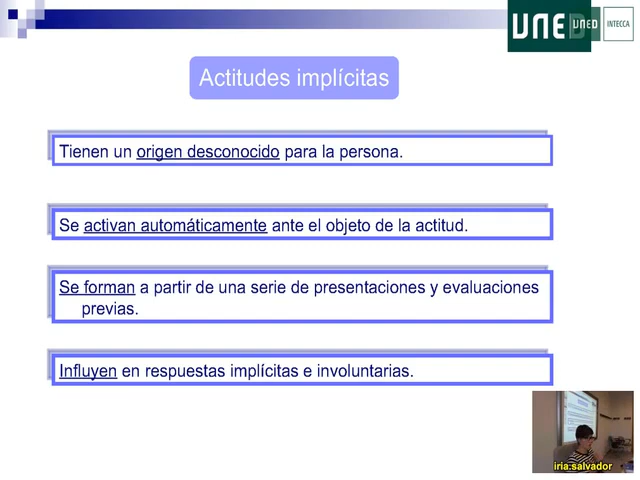 UNED
UNED
INTECCA
Actitudes implícitas
Tienen un origen desconocido para la persona.
Se activan automáticamente ante el objeto de la actitud.
Se forman a partir de una serie de presentaciones y evaluaciones
previas.
Influyen en respuestas implícitas e involuntarias.
iria.salvador